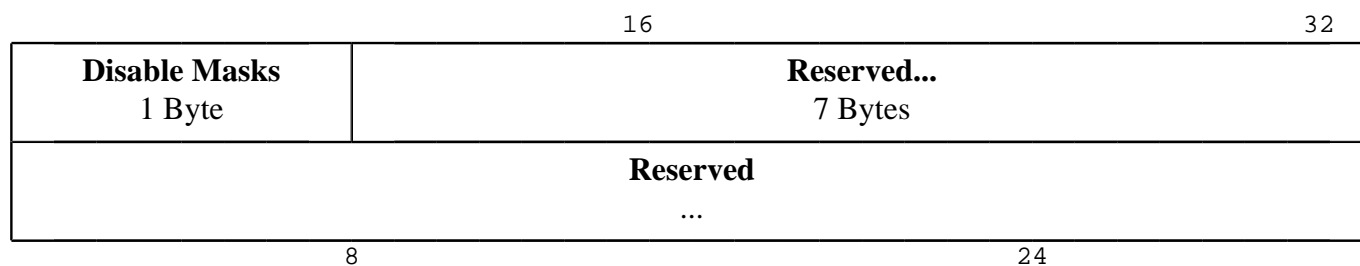 16 32
Disable Masks Reserved...
1 Byte 7 Bytes
Reserved
...
8 24